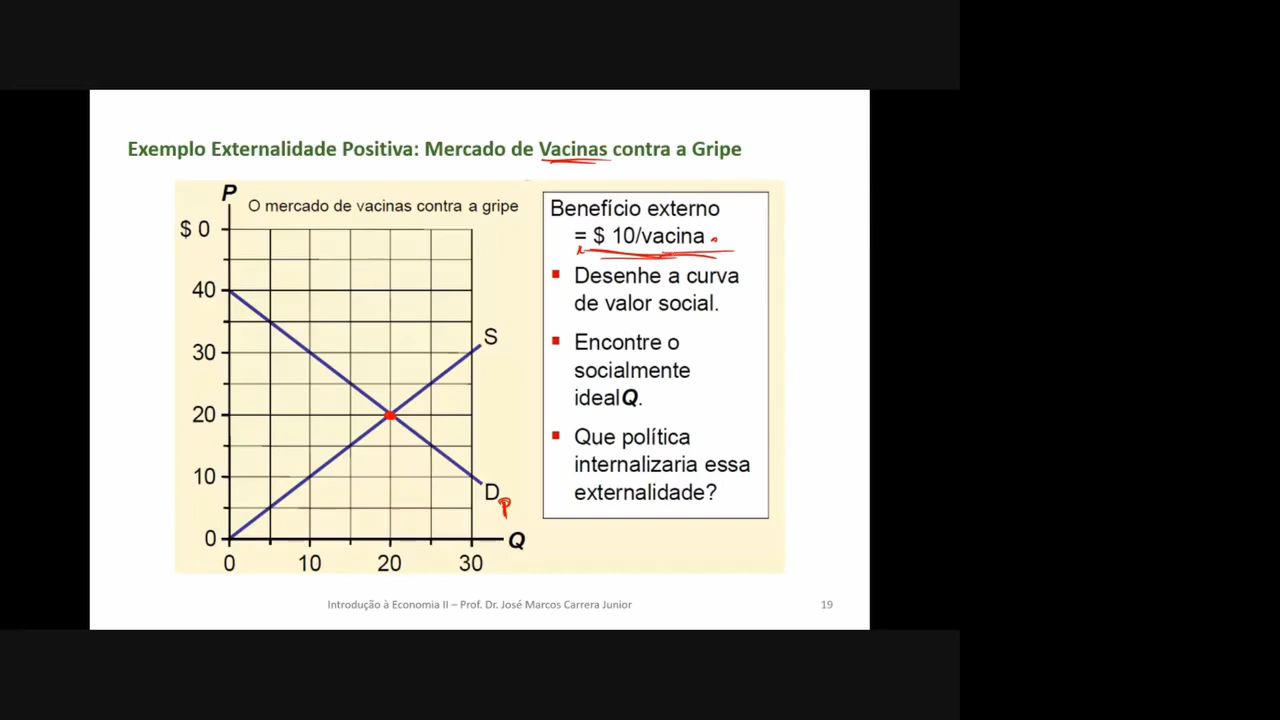 Exemplo Externalidade Positiva: Mercado de Vacinas contra a Gripe
P
O mercado de vacinas contra a gripe
$ 0
40
30
20
10
0
S
D
P
Q
0 10 20 30
Benefício externo
= $ 10/vacina
Desenhe a curva
de valor social.
Encontre o
socialmente
idealQ.
Que política
internalizaria essa
externalidade?
Introdução à Economia II – Prof. Dr. José Marcos Carrera Junior
19